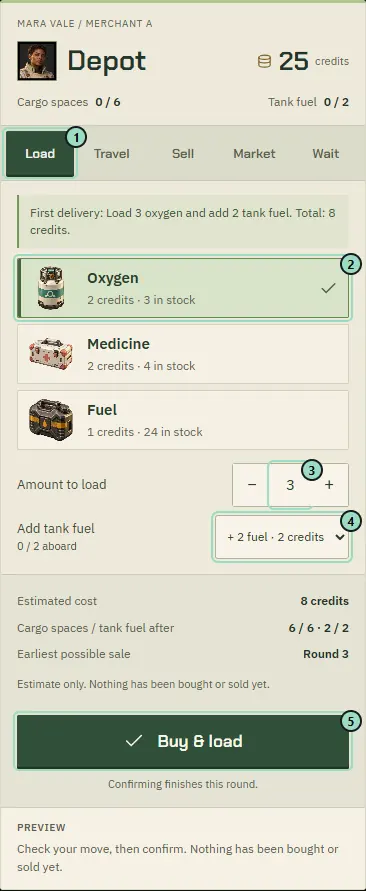 MARA VALE / MERCHANT A
Depot
25 credits
Cargo spaces 0 / 6
Tank fuel 0 / 2
1
Load
Travel
Sell
Market
Wait
First delivery: Load 3 oxygen and add 2 tank fuel. Total: 8
credits.
2
Oxygen
2 credits · 3 in stock
Medicine
2 credits · 4 in stock
Fuel
1 credits · 24 in stock
3
Amount to load
− 3 +
4
Add tank fuel
0 / 2 aboard
+ 2 fuel · 2 credits
Estimated cost 8 credits
Cargo spaces / tank fuel after 6 / 6 · 2 / 2
Earliest possible sale Round 3
Estimate only. Nothing has been bought or sold yet.
5
Buy & load
Confirming finishes this round.
PREVIEW
Check your move, then confirm. Nothing has been bought or
sold yet.